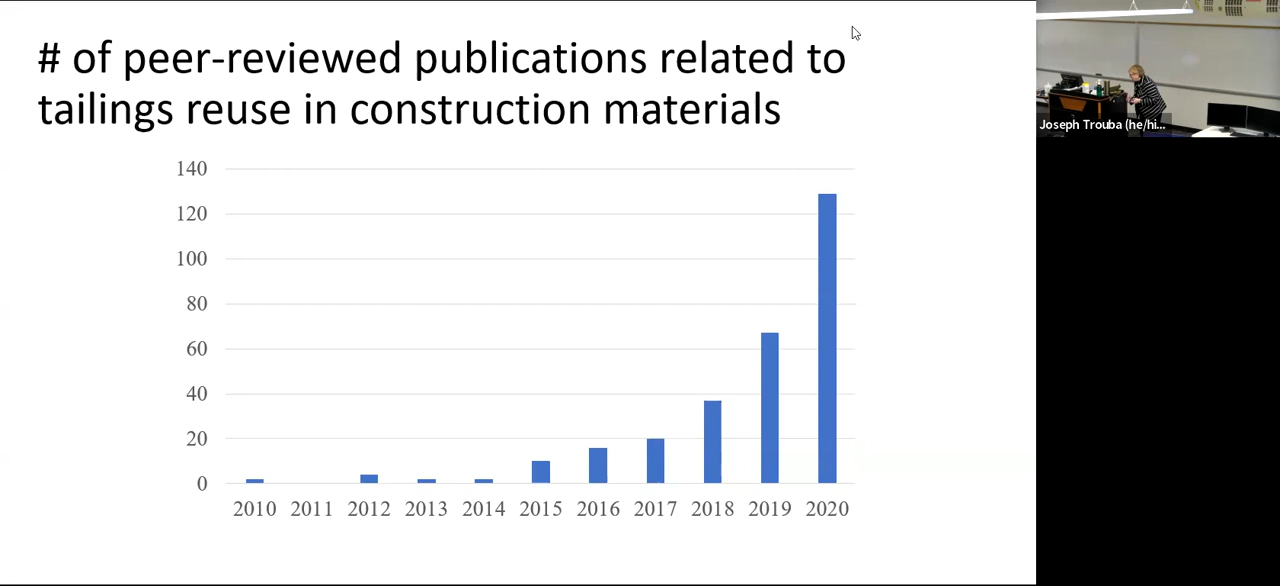 # of peer-reviewed publications related to
tailings reuse in construction materials
140
120
100
80
60
40
20
0
2010 2011 2012 2013 2014 2015 2016 2017 2018 2019 2020
Joseph Trouba (he/hi...